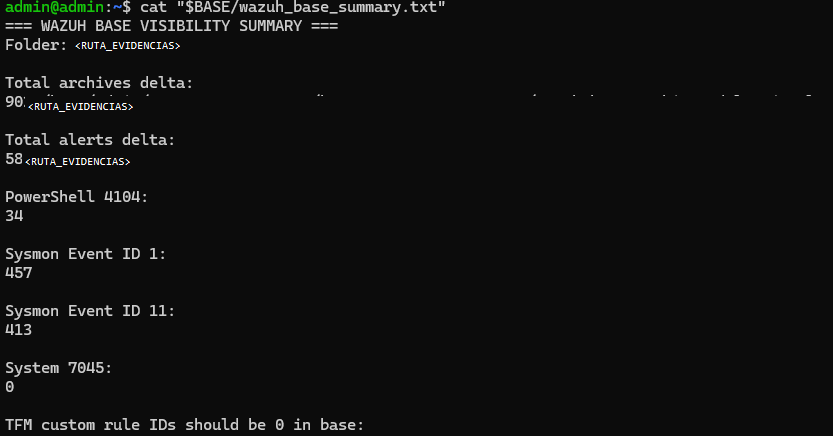 admin@admin:~$ cat "$BASE/wazuh_base_summary.txt"
=== WAZUH BASE VISIBILITY SUMMARY ===
Folder: <RUTA_EVIDENCIAS>
Total archives delta:
90 <RUTA_EVIDENCIAS>
Total alerts delta:
58 <RUTA_EVIDENCIAS>
PowerShell 4104:
34
Sysmon Event ID 1:
457
Sysmon Event ID 11:
413
System 7045:
0
TFM custom rule IDs should be 0 in base: